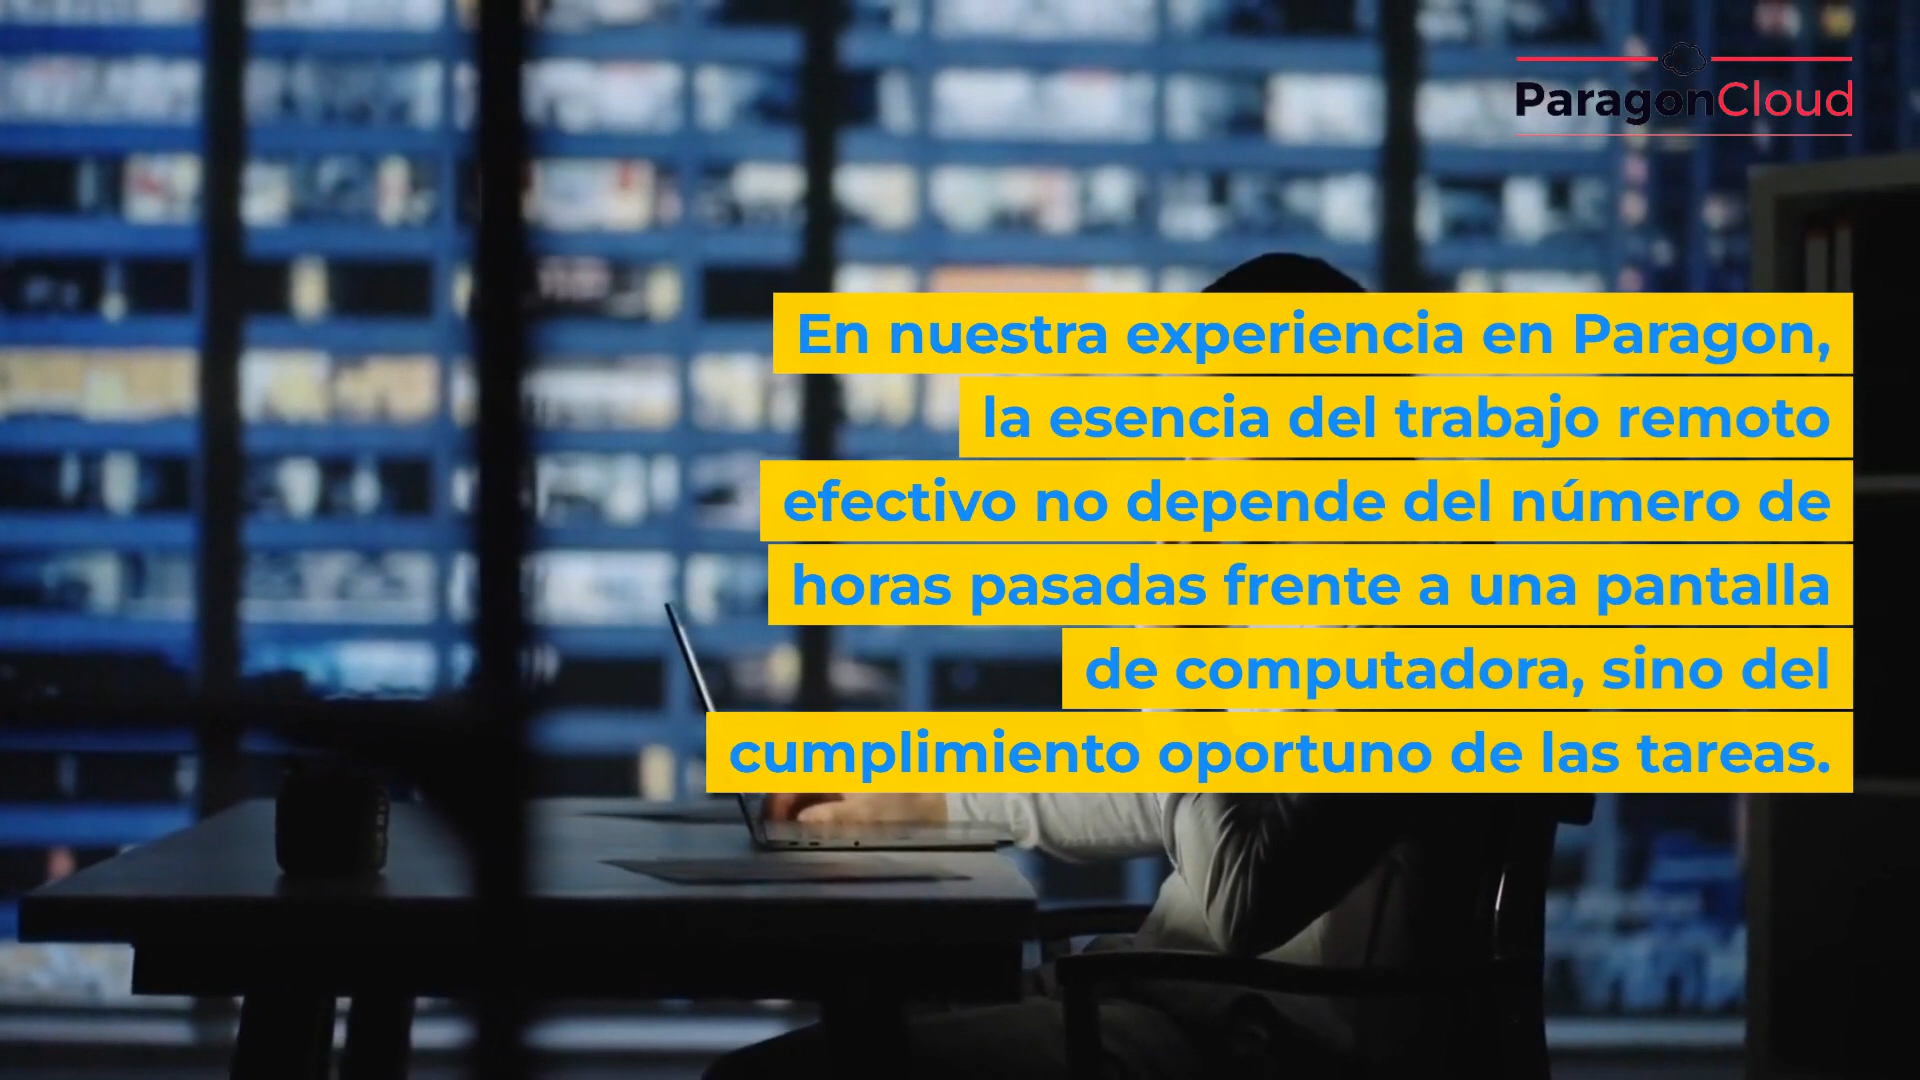 ParagonCloud
En nuestra experiencia en Paragon,
la esencia del trabajo remoto
efectivo no depende del número de
horas pasadas frente a una pantalla
de computadora, sino del
cumplimiento oportuno de las tareas.